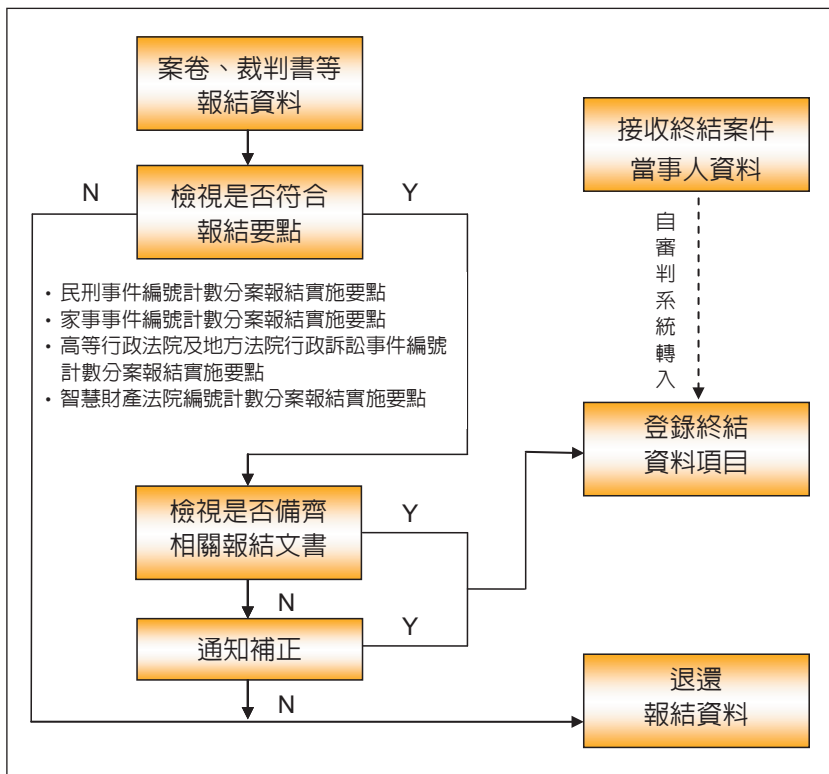 案卷、裁判書等
報結資料
接收終結案件
當事人資料
N
檢視是否符合
報結要點
Y
自審判系統轉入
・民刑事件編號計數分案報結實施要點
・家事事件編號計數分案報結實施要點
・高等行政法院及地方法院行政訴訟事件編號
計數分案報結實施要點
・智慧財產法院編號計數分案報結實施要點
登錄終結
資料項目
檢視是否備齊
相關報結文書
Y
N
通知補正
Y
N
退還
報結資料